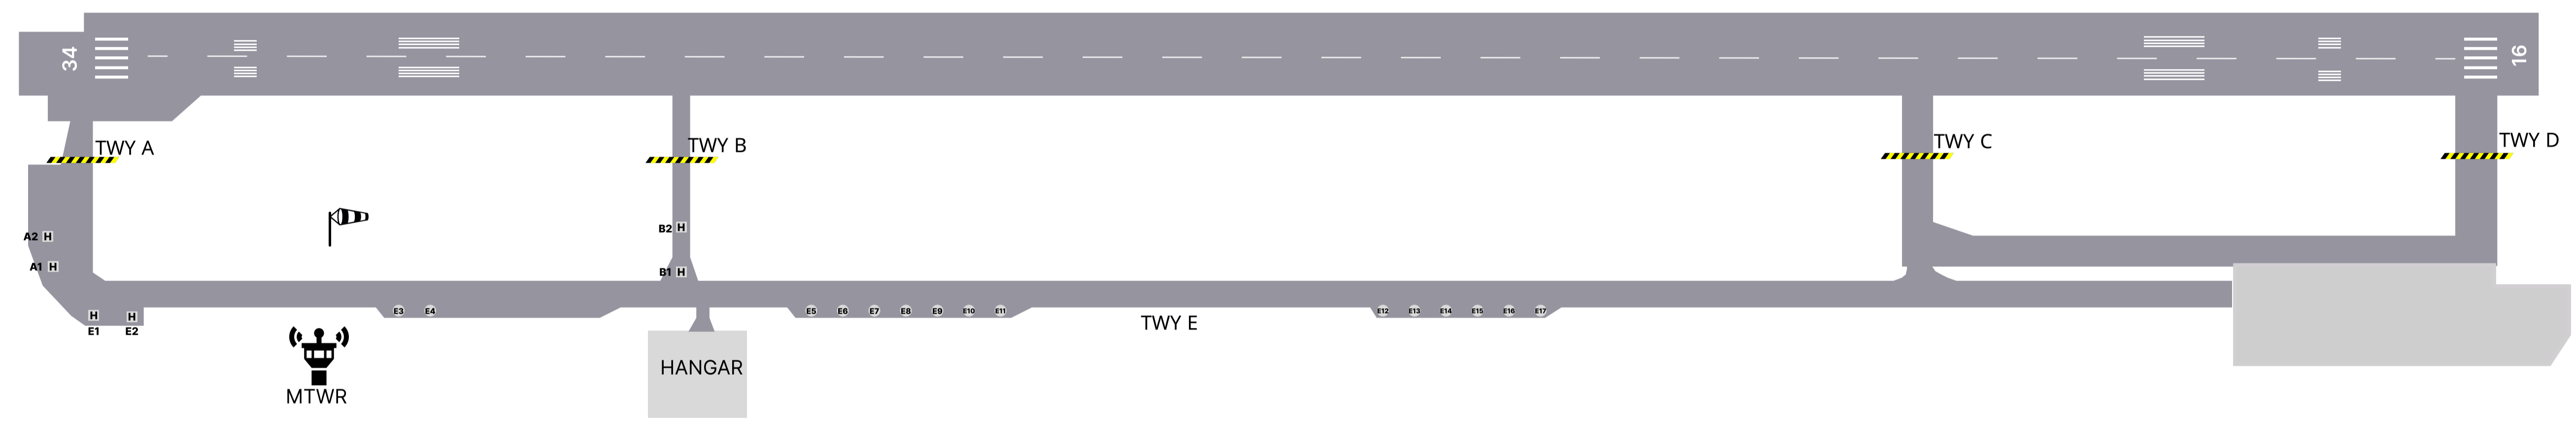 34
16
TWY A
TWY B
TWY C
TWY D
A2 H
B2 H
A1 H
B1 H
H H
E1 E2
E3 E4
E5 E6 E7 E8 E9 E10 E11
E12 E13 E14 E15 E16 E17
TWY E
HANGAR
MTWR